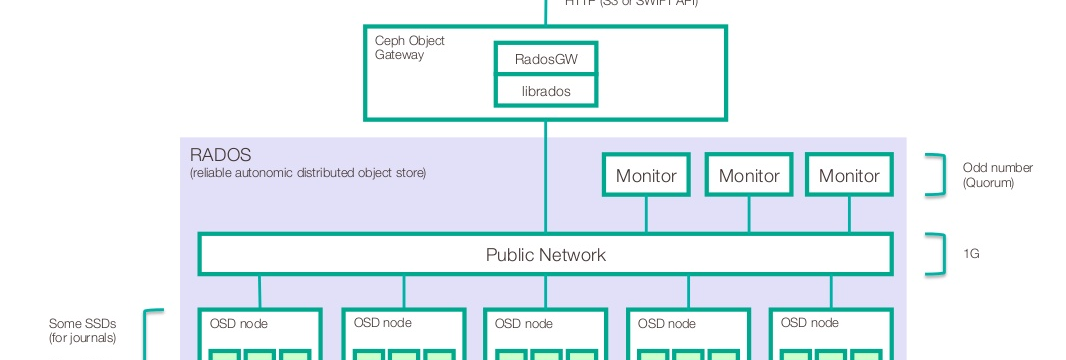 HTTP (S3 or SWIFT API)
Ceph Object
Gateway
RadosGW
librados
RADOS
(reliable autonomic distributed object store)
Monitor
Monitor
Monitor
Odd number
(Quorum)
Public Network
1G
Some SSDs
(for journals)
OSD node
OSD node
OSD node
OSD node
OSD node